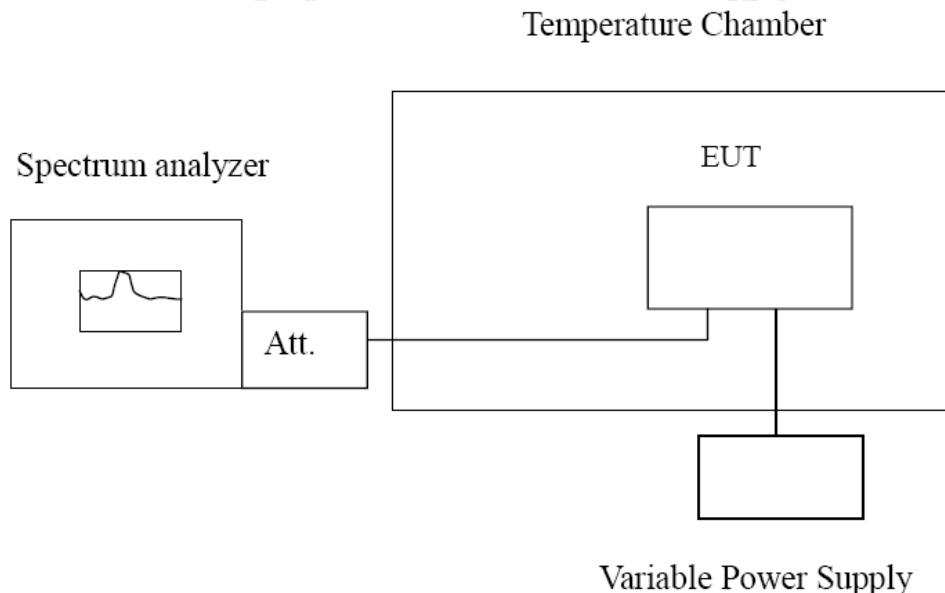 Temperature Chamber
Spectrum analyzer
EUT
Att.
Variable Power Supply